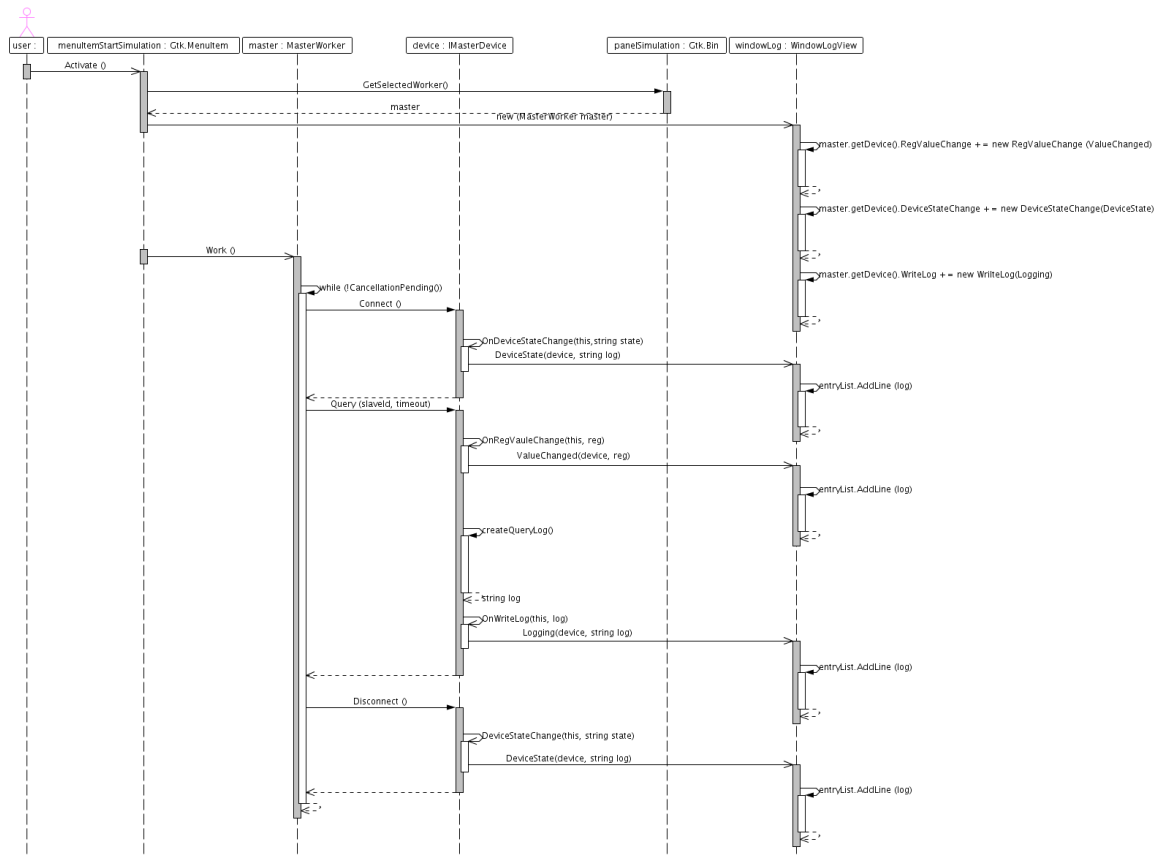 user :
menuItemStartSimulation : Gtk.MenuItem
master : MasterWorker
device : IMasterDevice
panelSimulation : Gtk.Bin
windowLog : WindowLogView
Activate ()
GetSelectedWorker()
master
new (MasterWorker master)
master.getDevice().RegValueChange += new RegValueChange (ValueChanged)
master.getDevice().DeviceStateChange += new DeviceStateChange(DeviceState)
Work ()
master.getDevice().WriteLog += new WrilteLog(Logging)
while (!CancellationPending())
Connect ()
OnDeviceStateChange(this,string state)
DeviceState(device, string log)
entryList.AddLine (log)
Query (slaveId, timeout)
OnRegVauleChange(this, reg)
ValueChanged(device, reg)
entryList.AddLine (log)
createQueryLog()
string log
OnWriteLog(this, log)
Logging(device, string log)
entryList.AddLine (log)
Disconnect ()
DeviceStateChange(this, string state)
DeviceState(device, string log)
entryList.AddLine (log)